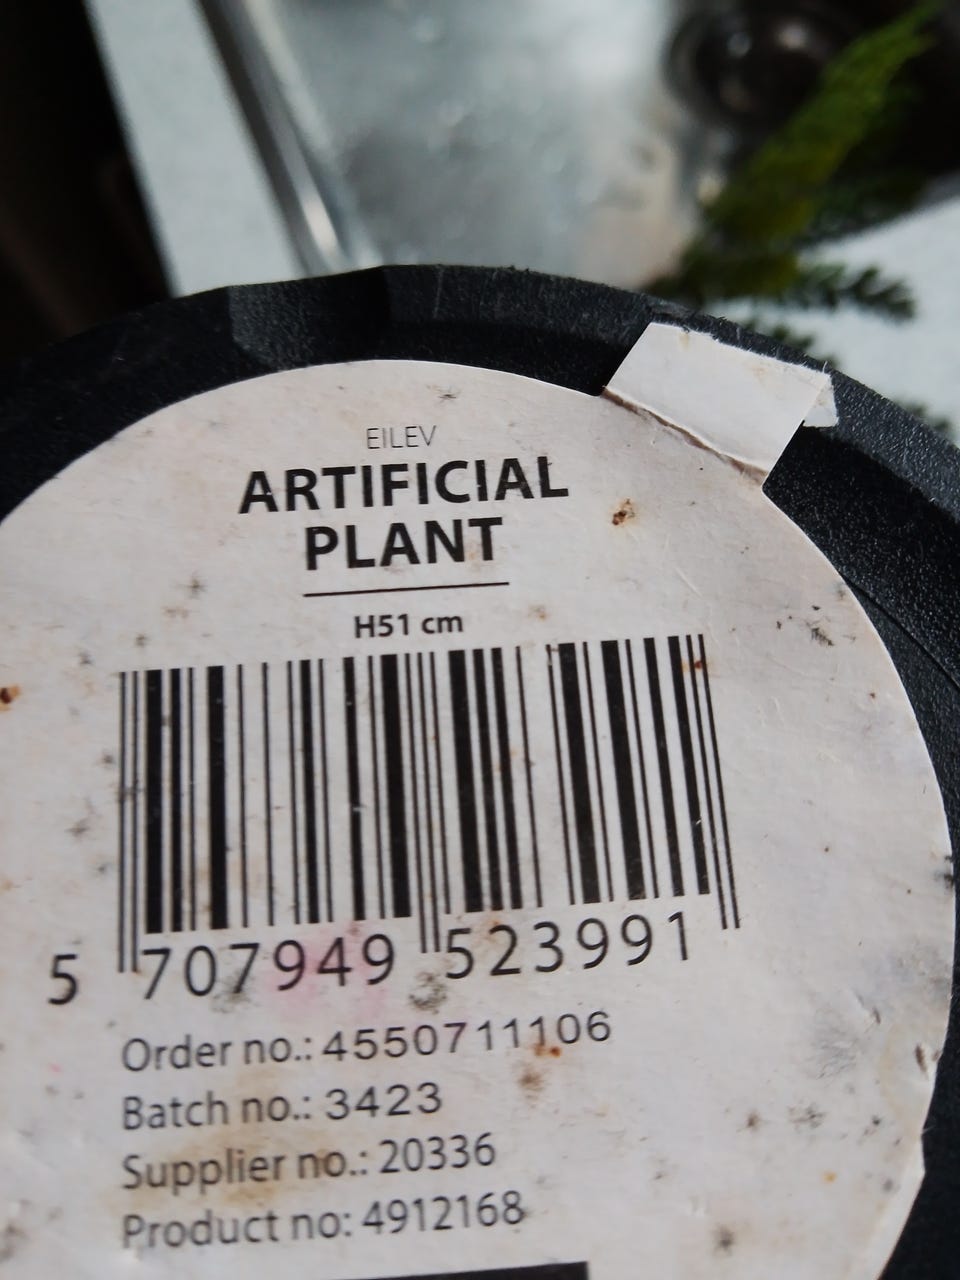 EILEV
ARTIFICIAL
PLANT
H51 cm
5 707949 523991
Order no.: 4550711106
Batch no.: 3423
Supplier no.: 20336
Product no: 4912168